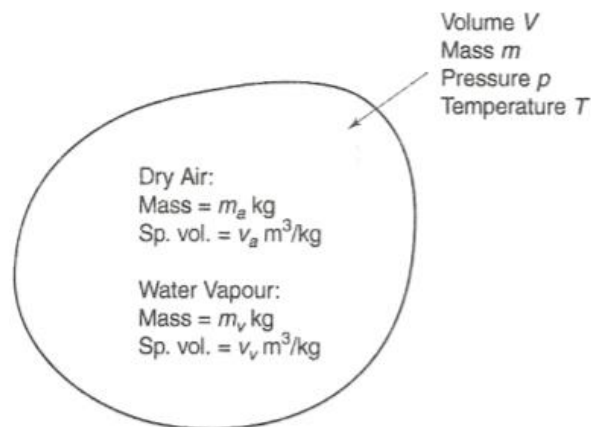 Volume V
Mass m
Pressure p
Temperature T
Dry Air:
Mass = mₐ kg
Sp. vol. = vₐ m³/kg
Water Vapour:
Mass = mᵥ kg
Sp. vol. = vᵥ m³/kg